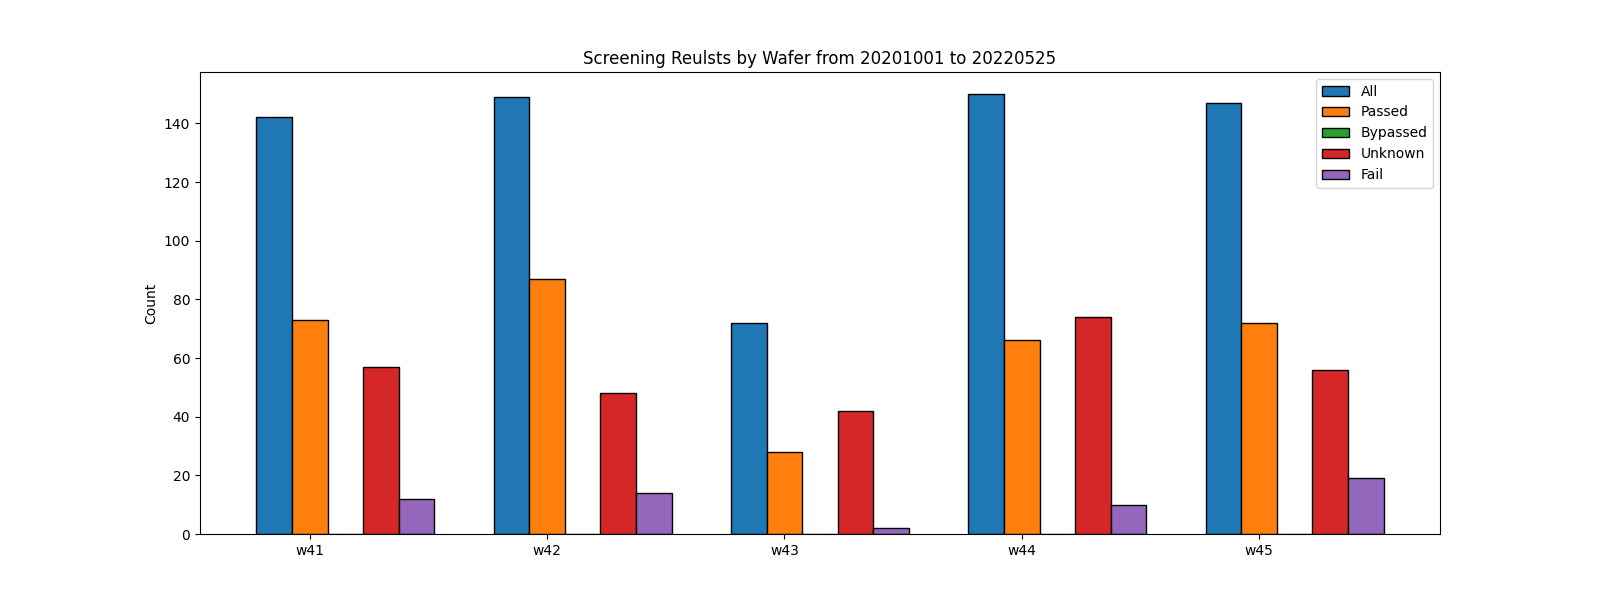 Screening Reulsts by Wafer from 20201001 to 20220525
All
Passed
Bypassed
Unknown
Fail
Count
140
120
100
80
60
40
20
0
w41
w42
w43
w44
w45